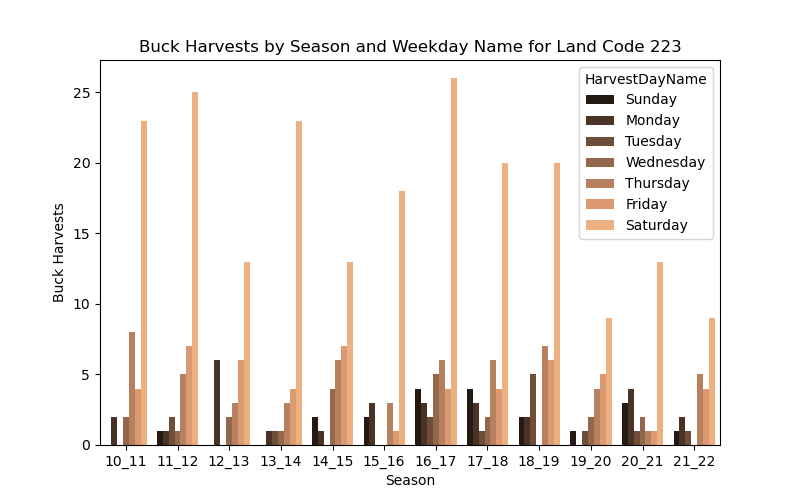 Buck Harvests by Season and Weekday Name for Land Code 223
HarvestDayName
Sunday
Monday
Tuesday
Wednesday
Thursday
Friday
Saturday
25
20
15
10
5
0
Buck Harvests
10_11 11_12 12_13 13_14 14_15 15_16 16_17 17_18 18_19 19_20 20_21 21_22
Season